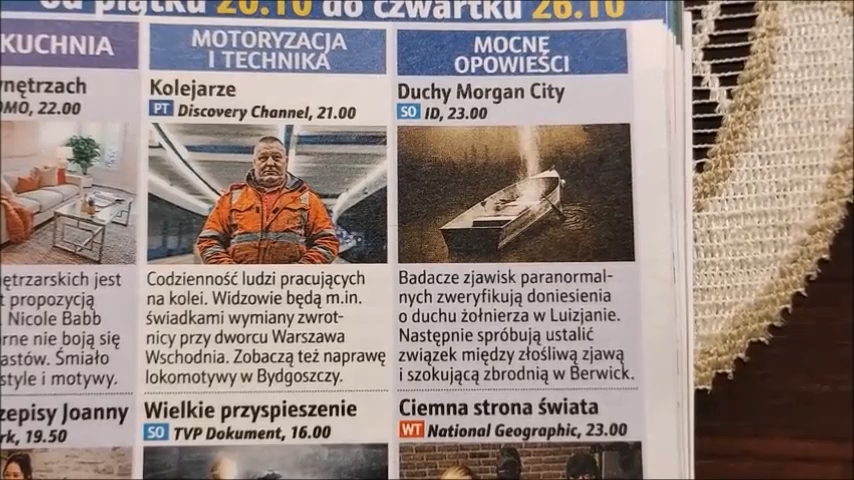 od piątku 20.10 do czwartku 26.10
KUCHNIA
nętrzach
22.00
ętrzarskich jest
propozycją
Nicole Babb
rne nie boją się
astów. Śmiało
style i motywy.
zepisy Joanny
19.50
MOTORYZACJA
I TECHNIKA
Kolejarze
PT Discovery Channel, 21.00
Codzienność ludzi pracujących
na kolei. Widzowie będą m.in.
świadkami wymiany zwrot-
nicy przy dworcu Warszawa
Wschodnia. Zobaczą też naprawę
lokomotywy w Bydgoszczy.
Wielkie przyspieszenie
SO TVP Dokument, 16.00
MOCNE
OPOWIEŚCI
Duchy Morgan City
SO ID, 23.00
Badacze zjawisk paranormal-
nych zweryfikują doniesienia
o duchu żołnierza w Luizjanie.
Następnie spróbują ustalić
związek między złośliwą zjawą
i szokującą zbrodnią w Berwick.
Ciemna strona świata
WT National Geographic, 23.00